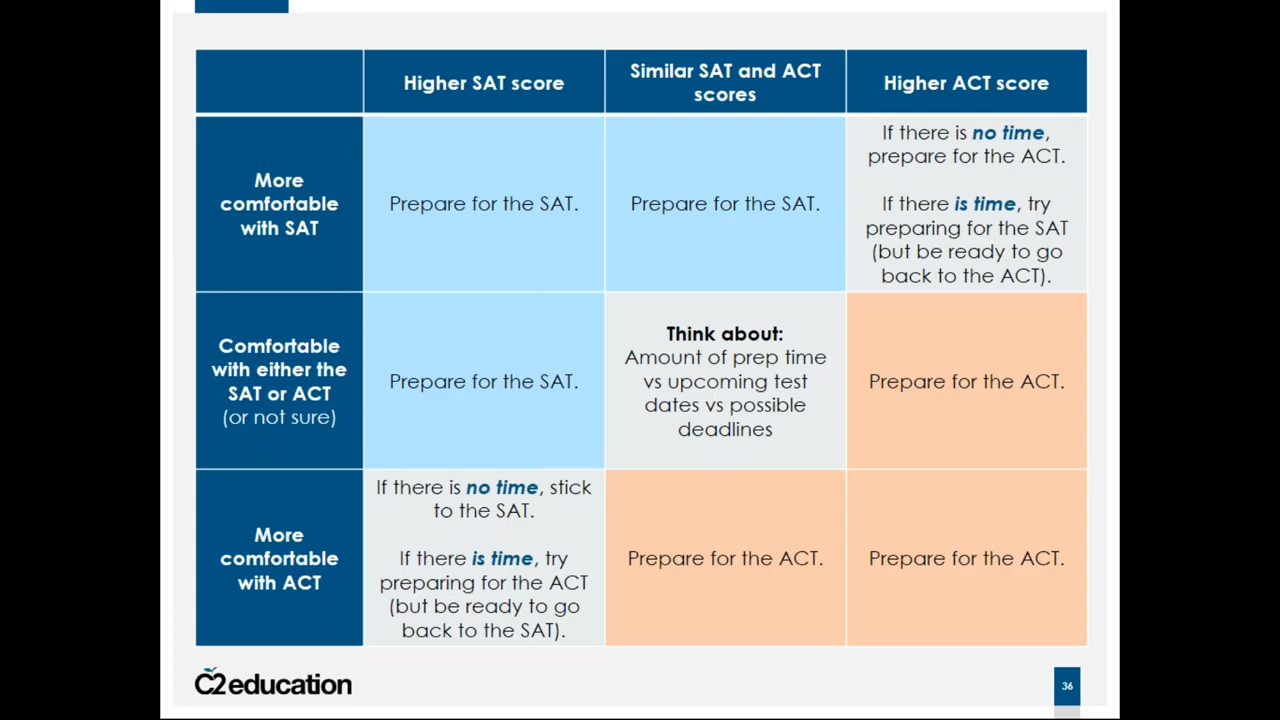 Higher SAT score
Similar SAT and ACT
scores
Higher ACT score
More
comfortable
with SAT
Prepare for the SAT.
Prepare for the SAT.
If there is no time,
prepare for the ACT.
If there is time, try
preparing for the SAT
(but be ready to go
back to the ACT).
Comfortable
with either the
SAT or ACT
(or not sure)
Prepare for the SAT.
Think about:
Amount of prep time
vs upcoming test
dates vs possible
deadlines
Prepare for the ACT.
More
comfortable
with ACT
If there is no time, stick
to the SAT.
If there is time, try
preparing for the ACT
(but be ready to go
back to the SAT).
Prepare for the ACT.
Prepare for the ACT.
C2education
36